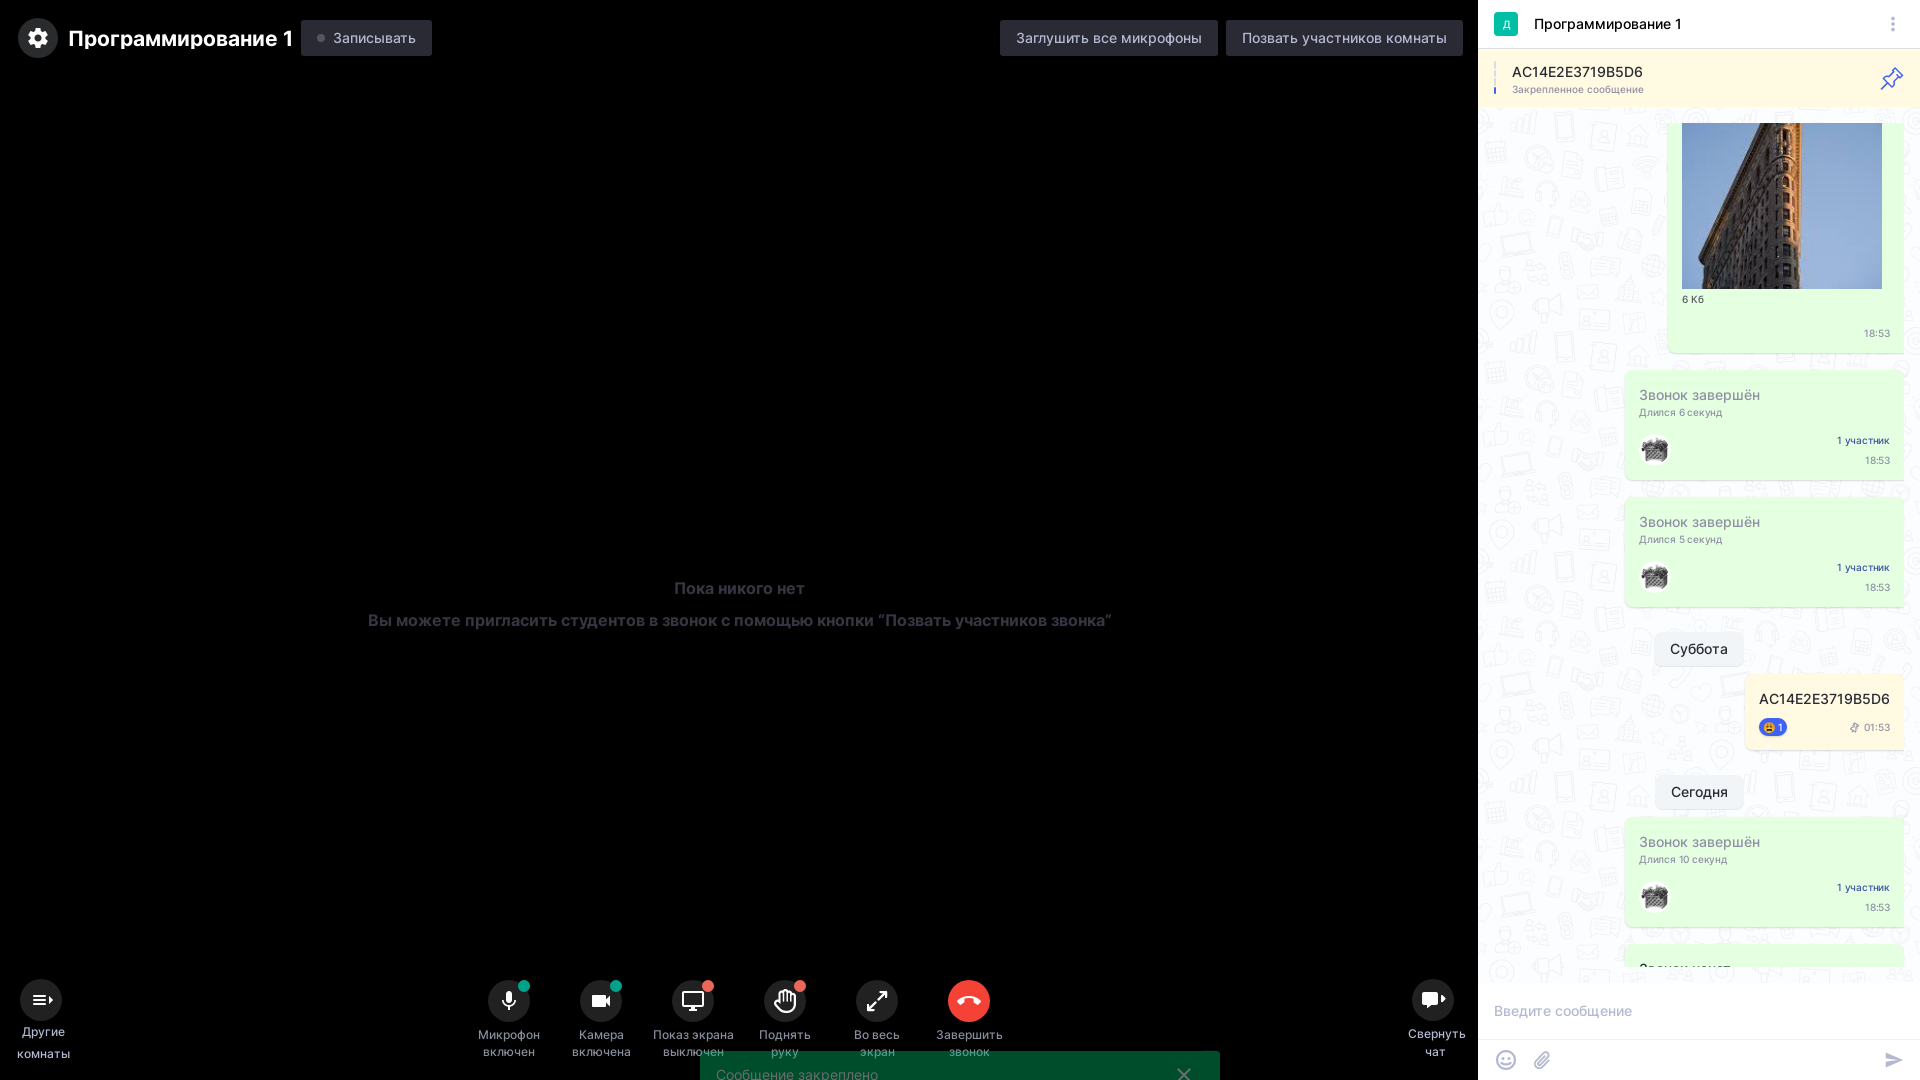 Программирование 1
Записывать
Заглушить все микрофоны
Позвать участников комнаты
Пока никого нет
Вы можете пригласить студентов в звонок с помощью кнопки “Позвать участников звонка”
Другие
комнаты
Микрофон
включен
Камера
включена
Показ экрана
выключен
Поднять
руку
Во весь
экран
Завершить
звонок
Свернуть
чат
Сообщение закреплено
Д
Программирование 1
AC14E2E3719B5D6
Закрепленное сообщение
6 Кб
18:53
Звонок завершён
Длился 6 секунд
1 участник
18:53
Звонок завершён
Длился 5 секунд
1 участник
18:53
Суббота
AC14E2E3719B5D6
1
01:53
Сегодня
Звонок завершён
Длился 10 секунд
1 участник
18:53
Введите сообщение